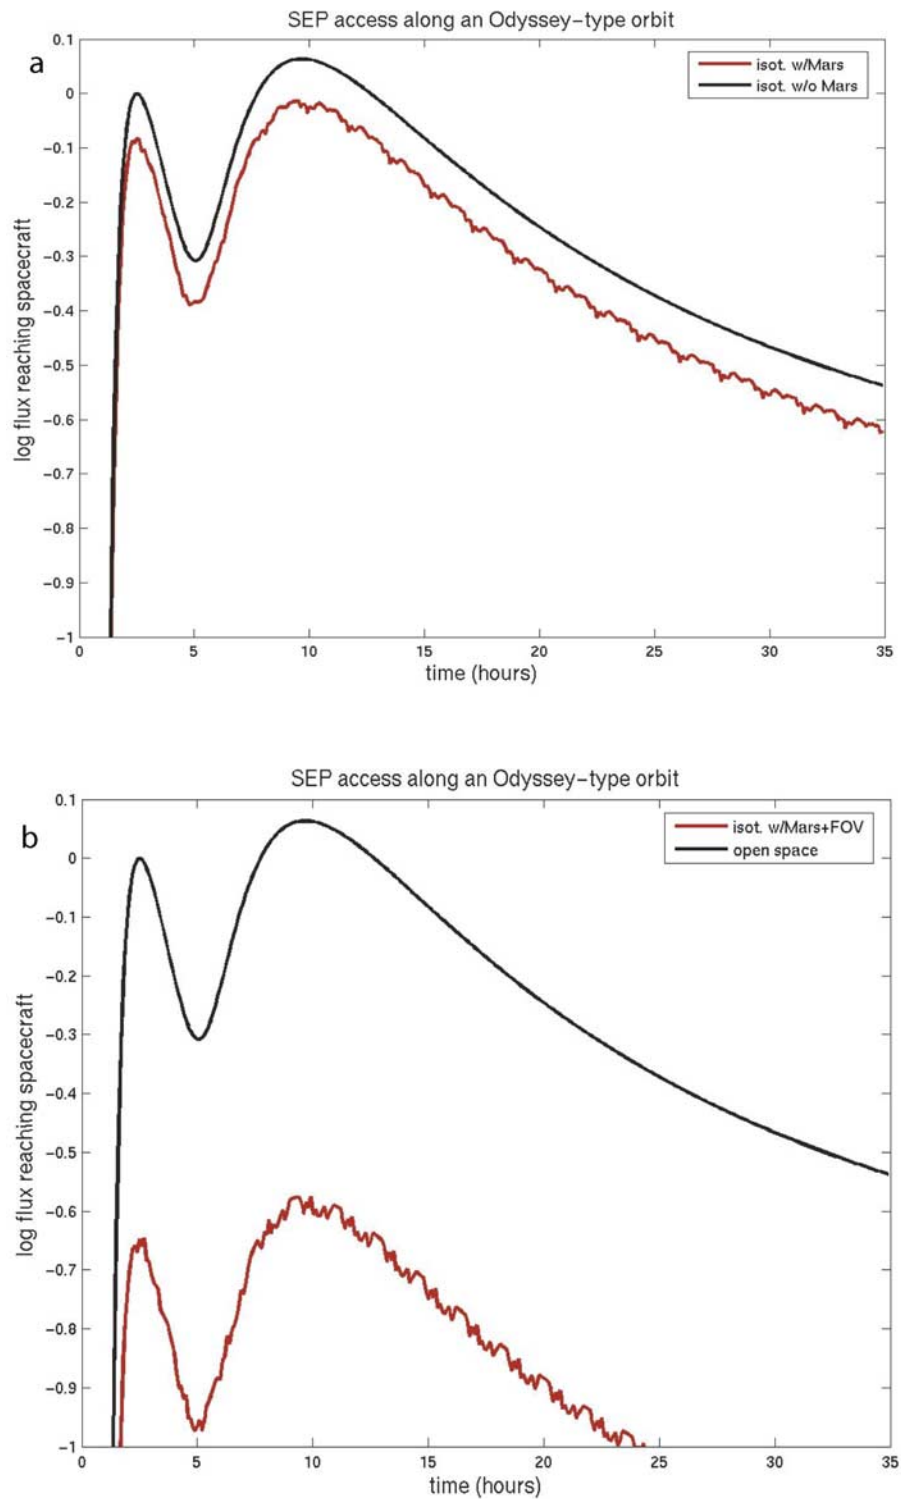 SEP access along an Odyssey-type orbit
a
0.1
isot. w/Mars
isot. w/o Mars
0
-0.1
-0.2
-0.3
-0.4
-0.5
-0.6
-0.7
-0.8
-0.9
-1
log flux reaching spacecraft
0 5 10 15 20 25 30 35
time (hours)
SEP access along an Odyssey-type orbit
b
0.1
isot. w/Mars+FOV
open space
0
-0.1
-0.2
-0.3
-0.4
-0.5
-0.6
-0.7
-0.8
-0.9
-1
log flux reaching spacecraft
0 5 10 15 20 25 30 35
time (hours)